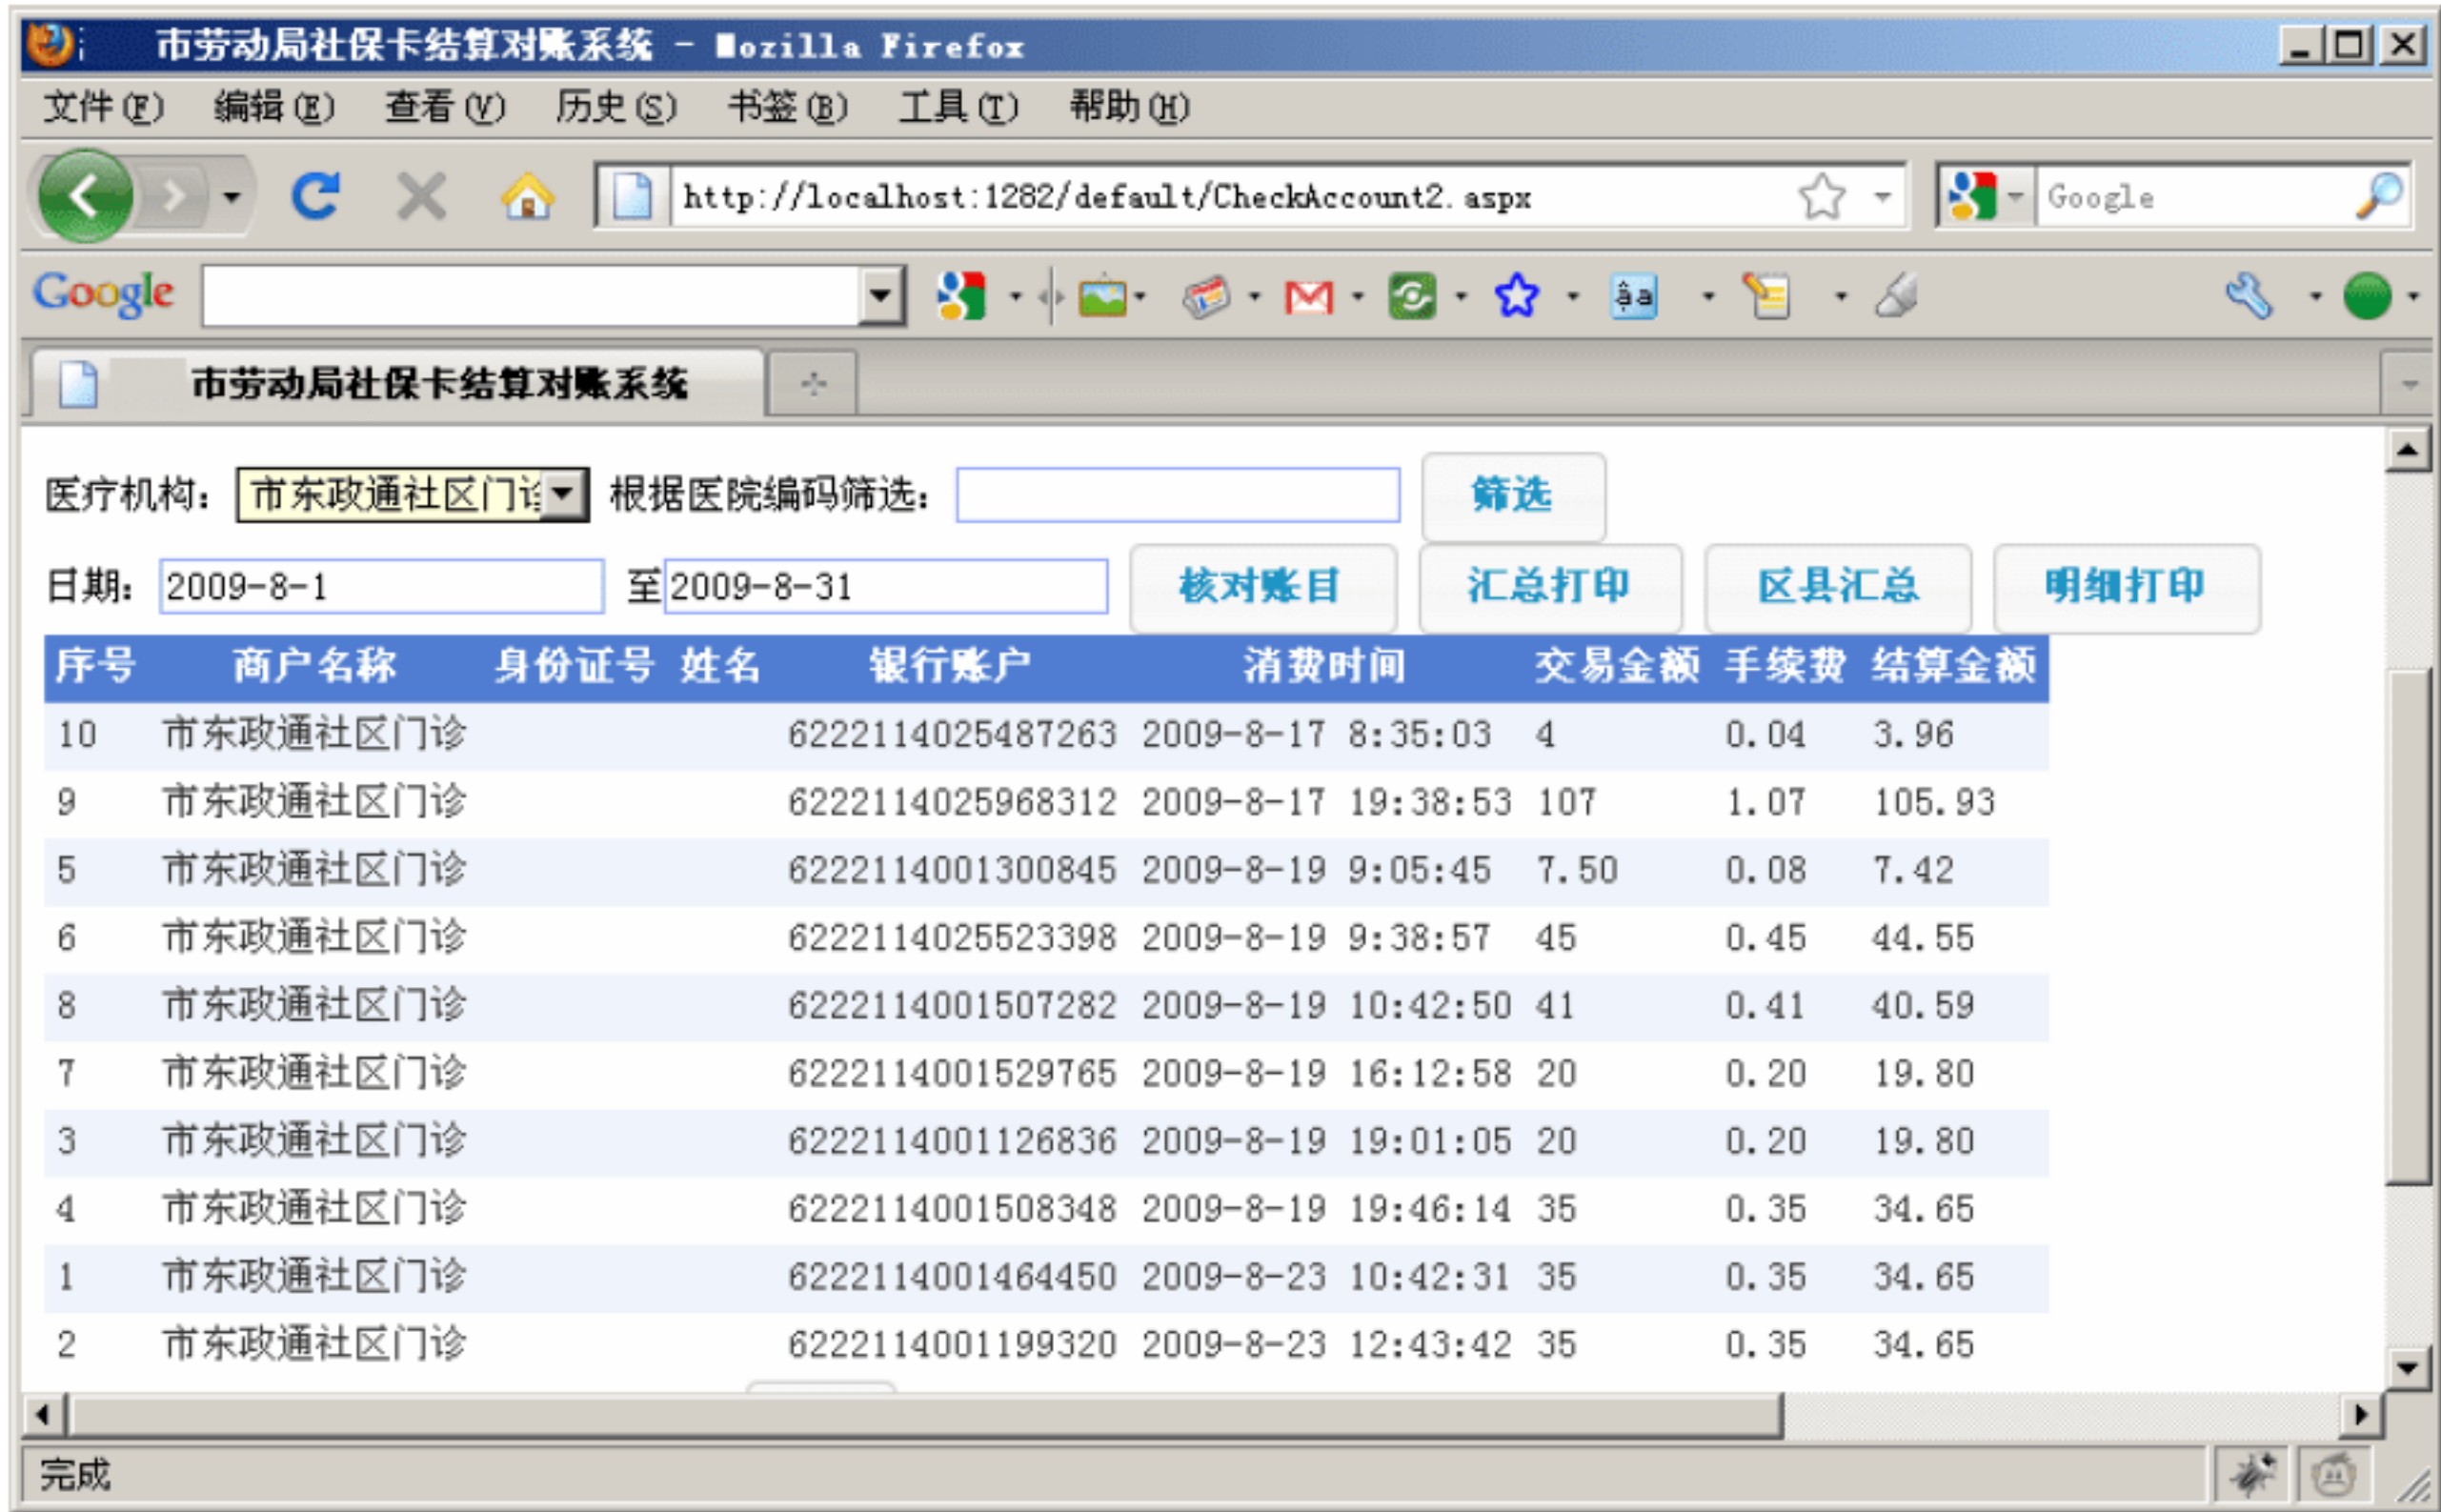 市劳动局社保卡结算对账系统 - Mozilla Firefox
文件(F) 编辑(E) 查看(V) 历史(S) 书签(B) 工具(T) 帮助(H)
http://localhost:1282/default/CheckAccount2.aspx Google
Google
市劳动局社保卡结算对账系统
医疗机构: 市东政通社区门诊 根据医院编码筛选: 筛选
日期: 2009-8-1 至 2009-8-31 核对账目 汇总打印 区县汇总 明细打印
序号 商户名称 身份证号 姓名 银行账户 消费时间 交易金额 手续费 结算金额
10 市东政通社区门诊 6222114025487263 2009-8-17 8:35:03 4 0.04 3.96
9 市东政通社区门诊 6222114025968312 2009-8-17 19:38:53 107 1.07 105.93
5 市东政通社区门诊 6222114001300845 2009-8-19 9:05:45 7.50 0.08 7.42
6 市东政通社区门诊 6222114025523398 2009-8-19 9:38:57 45 0.45 44.55
8 市东政通社区门诊 6222114001507282 2009-8-19 10:42:50 41 0.41 40.59
7 市东政通社区门诊 6222114001529765 2009-8-19 16:12:58 20 0.20 19.80
3 市东政通社区门诊 6222114001126836 2009-8-19 19:01:05 20 0.20 19.80
4 市东政通社区门诊 6222114001508348 2009-8-19 19:46:14 35 0.35 34.65
1 市东政通社区门诊 6222114001464450 2009-8-23 10:42:31 35 0.35 34.65
2 市东政通社区门诊 6222114001199320 2009-8-23 12:43:42 35 0.35 34.65
完成